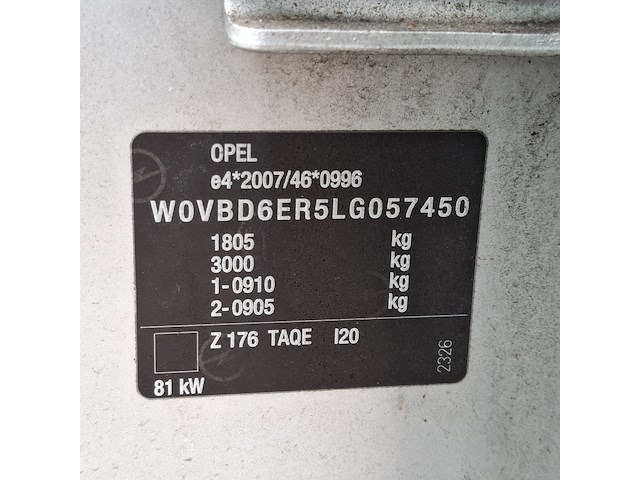 OPEL
e4*2007/46*0996
W0VBD6ER5LG057450
1805 kg
3000 kg
1-0910 kg
2-0905 kg
Z 176 TAQE I20
81 kW
2326